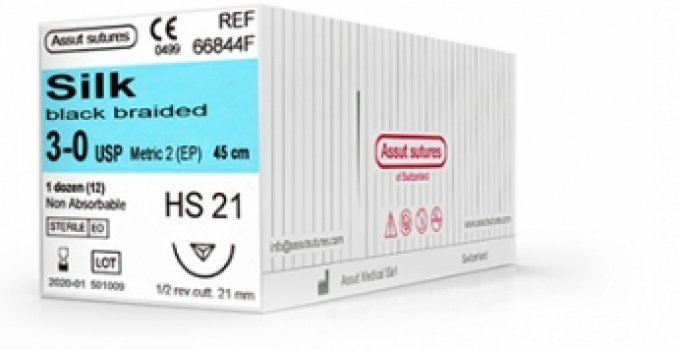 Assut sutures
CE
0499
REF
66844F
Silk
black braided
3-0 USP Metric 2 (EP) 45 cm
1 dozen (12)
Non Absorbable
HS 21
STERILE EO
LOT
2020-01 501009
1/2 rev.cutt. 21 mm
Assut sutures
of Switzerland
info@assutsutures.com
www.assutsutures.com
Assut Medical Sàrl
Switzerland